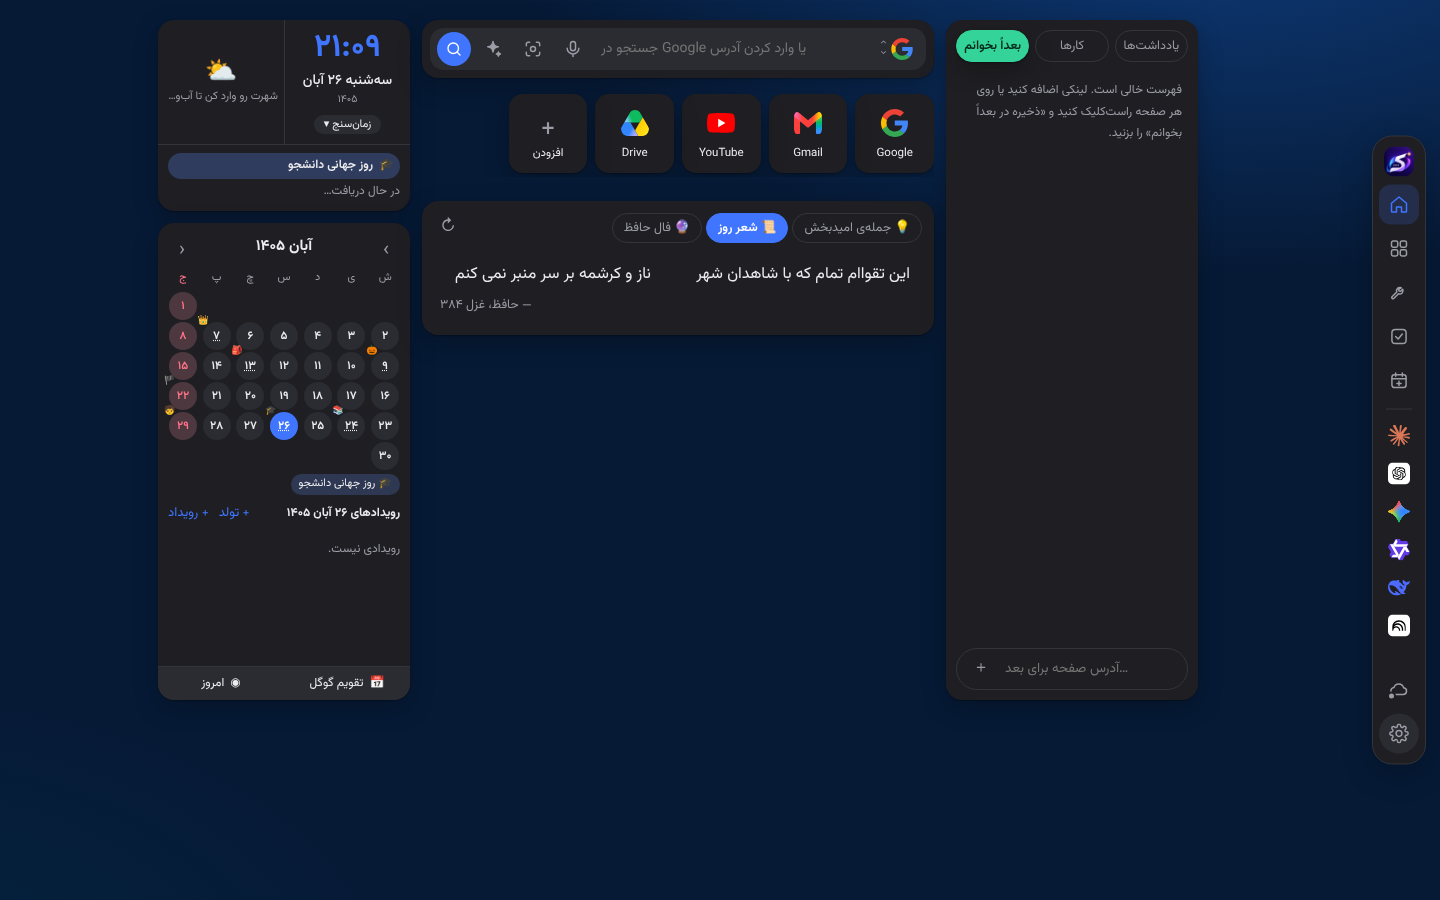 یادداشت‌ها
کارها
بعداً بخوانم
فهرست خالی است. لینکی اضافه کنید یا روی
هر صفحه راست‌کلیک کنید و «ذخیره در بعداً
بخوانم» را بزنید.
آدرس صفحه برای بعد...
+
یا وارد کردن آدرس Google جستجو در
Google
Gmail
YouTube
Drive
+
افزودن
💡 جمله‌ی امیدبخش
📜 شعر روز
🔮 فال حافظ
این تقواام تمام که با شاهدان شهر
ناز و کرشمه بر سر منبر نمی کنم
— حافظ، غزل ۳۸۴
۲۱:۰۹
سه‌شنبه ۲۶ آبان
۱۴۰۵
زمان‌سنج ▾
شهرت رو وارد کن تا آب‌و...
🎓 روز جهانی دانشجو
در حال دریافت...
آبان ۱۴۰۵
ش ی د س چ پ ج
۱
۲ ۳ ۴ ۵ ۶ ۷ ۸
۹ ۱۰ ۱۱ ۱۲ ۱۳ ۱۴ ۱۵
۱۶ ۱۷ ۱۸ ۱۹ ۲۰ ۲۱ ۲۲
۲۳ ۲۴ ۲۵ ۲۶ ۲۷ ۲۸ ۲۹
۳۰
🎓 روز جهانی دانشجو
رویدادهای ۲۶ آبان ۱۴۰۵
+ تولد
+ رویداد
رویدادی نیست.
📅 تقویم گوگل
◉ امروز